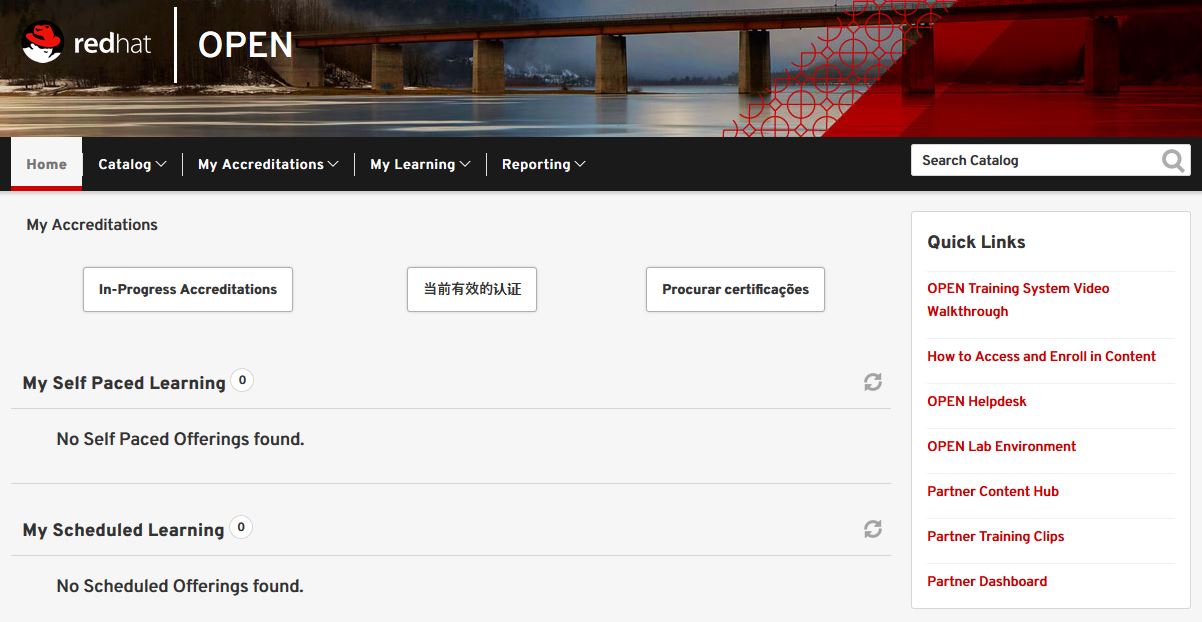 redhat
OPEN
Home
Catalog
My Accreditations
My Learning
Reporting
Search Catalog
My Accreditations
In-Progress Accreditations
当前有效的认证
Procurar certificações
My Self Paced Learning 0
No Self Paced Offerings found.
My Scheduled Learning 0
No Scheduled Offerings found.
Quick Links
OPEN Training System Video
Walkthrough
How to Access and Enroll in Content
OPEN Helpdesk
OPEN Lab Environment
Partner Content Hub
Partner Training Clips
Partner Dashboard